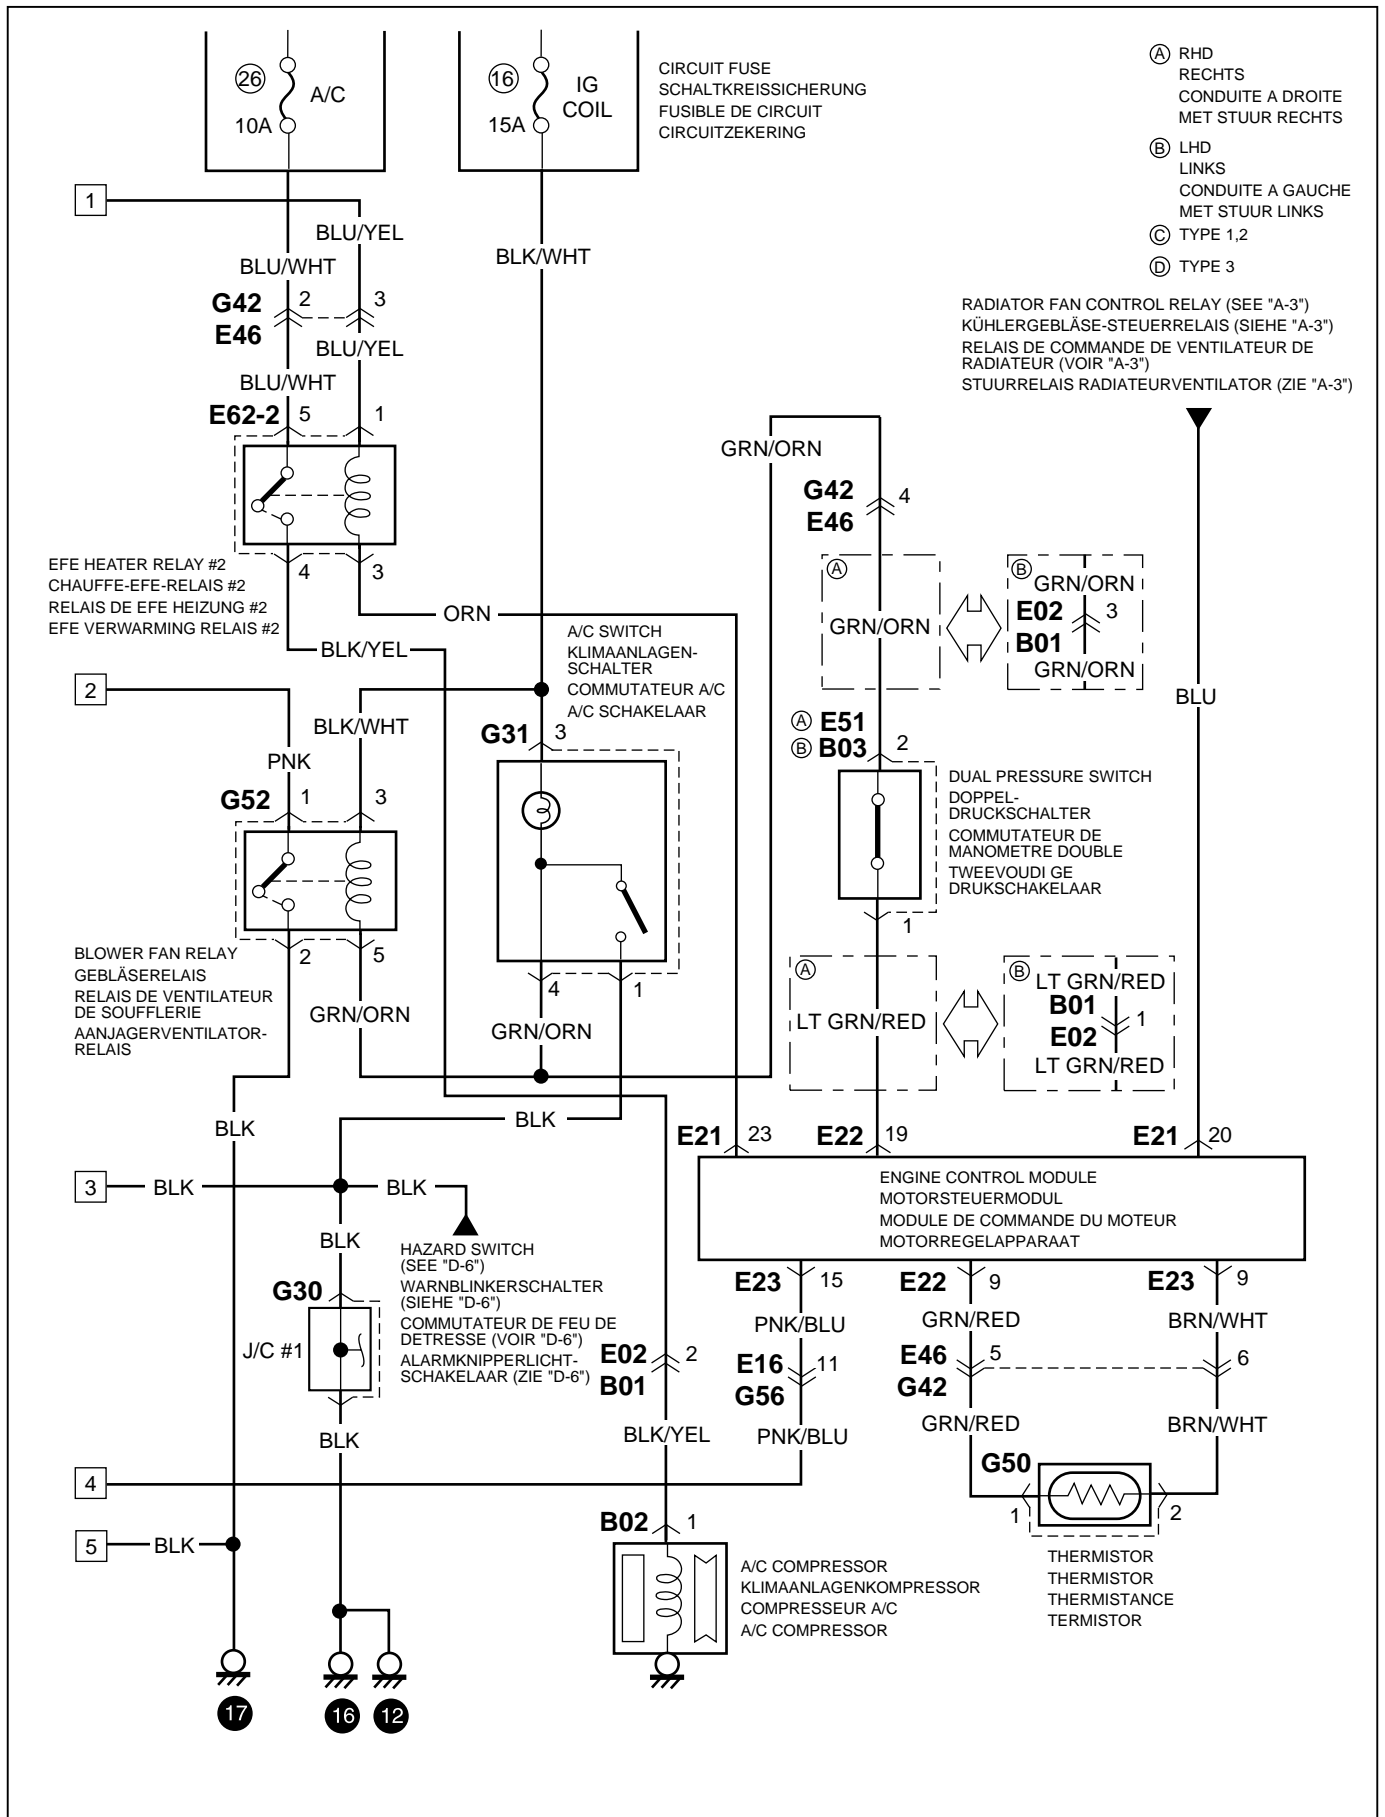 26
A/C
10A
16
IG
COIL
15A
CIRCUIT FUSE
SCHALTKREISSICHERUNG
FUSIBLE DE CIRCUIT
CIRCUITZEKERING
A RHD
RECHTS
CONDUITE A DROITE
MET STUUR RECHTS
B LHD
LINKS
CONDUITE A GAUCHE
MET STUUR LINKS
C TYPE 1,2
D TYPE 3
1
BLU/YEL
BLU/WHT
BLK/WHT
G42 2 3
E46
BLU/YEL
BLU/WHT
E62-2 5 1
RADIATOR FAN CONTROL RELAY (SEE "A-3")
KÜHLERGEBLÄSE-STEUERRELAIS (SIEHE "A-3")
RELAIS DE COMMANDE DE VENTILATEUR DE
RADIATEUR (VOIR "A-3")
STUURRELAIS RADIATEURVENTILATOR (ZIE "A-3")
GRN/ORN
G42 4
E46
4 3
EFE HEATER RELAY #2
CHAUFFE-EFE-RELAIS #2
RELAIS DE EFE HEIZUNG #2
EFE VERWARMING RELAIS #2
ORN
BLK/YEL
A
GRN/ORN
B
GRN/ORN
E02 3
B01
GRN/ORN
BLU
A/C SWITCH
KLIMAANLAGEN-
SCHALTER
COMMUTATEUR A/C
A/C SCHAKELAAR
2
BLK/WHT
PNK
G31 3
A E51
B B03 2
G52 1 3
DUAL PRESSURE SWITCH
DOPPEL-
DRUCKSCHALTER
COMMUTATEUR DE
MANOMETRE DOUBLE
TWEEVOUDI GE
DRUKSCHAKELAAR
1
2 5
BLOWER FAN RELAY
GEBLÄSERELAIS
RELAIS DE VENTILATEUR
DE SOUFFLERIE
AANJAGERVENTILATOR-
RELAIS
GRN/ORN
4 1
GRN/ORN
A
LT GRN/RED
B
LT GRN/RED
B01 1
E02
LT GRN/RED
BLK
BLK
E21 23
E22 19
E21 20
ENGINE CONTROL MODULE
MOTORSTEUERMODUL
MODULE DE COMMANDE DU MOTEUR
MOTORREGELAPPARAAT
3 BLK BLK
BLK
HAZARD SWITCH
(SEE "D-6")
WARNBLINKERSCHALTER
(SIEHE "D-6")
COMMUTATEUR DE FEU DE
DETRESSE (VOIR "D-6")
ALARMKNIPPERLICHT-
SCHAKELAAR (ZIE "D-6")
G30
J/C #1
BLK
E23 15
E22 9
E23 9
PNK/BLU
GRN/RED
BRN/WHT
E02 2
B01
E16 11
G56
E46 5 6
G42
BLK/YEL
PNK/BLU
GRN/RED
BRN/WHT
4
G50
1 2
5 BLK
B02 1
A/C COMPRESSOR
KLIMAANLAGENKOMPRESSOR
COMPRESSEUR A/C
A/C COMPRESSOR
THERMISTOR
THERMISTOR
THERMISTANCE
TERMISTOR
17
16
12